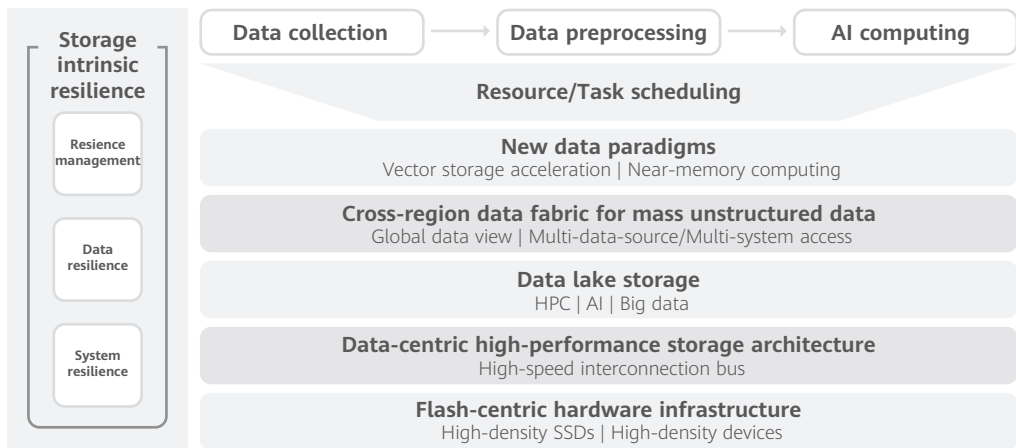 Storage
intrinsic
resilience
Resience
management
Data
resilience
System
resilience
Data collection
Data preprocessing
AI computing
Resource/Task scheduling
New data paradigms
Vector storage acceleration | Near-memory computing
Cross-region data fabric for mass unstructured data
Global data view | Multi-data-source/Multi-system access
Data lake storage
HPC | AI | Big data
Data-centric high-performance storage architecture
High-speed interconnection bus
Flash-centric hardware infrastructure
High-density SSDs | High-density devices